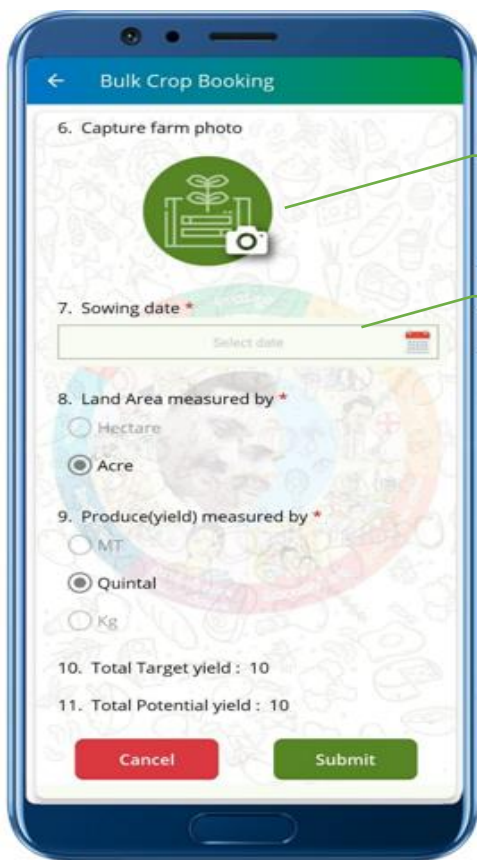 Bulk Crop Booking
6. Capture farm photo
7. Sowing date *
Select date
8. Land Area measured by *
Hectare
Acre
9. Produce(yield) measured by *
MT
Quintal
Kg
10. Total Target yield : 10
11. Total Potential yield : 10
Cancel Submit